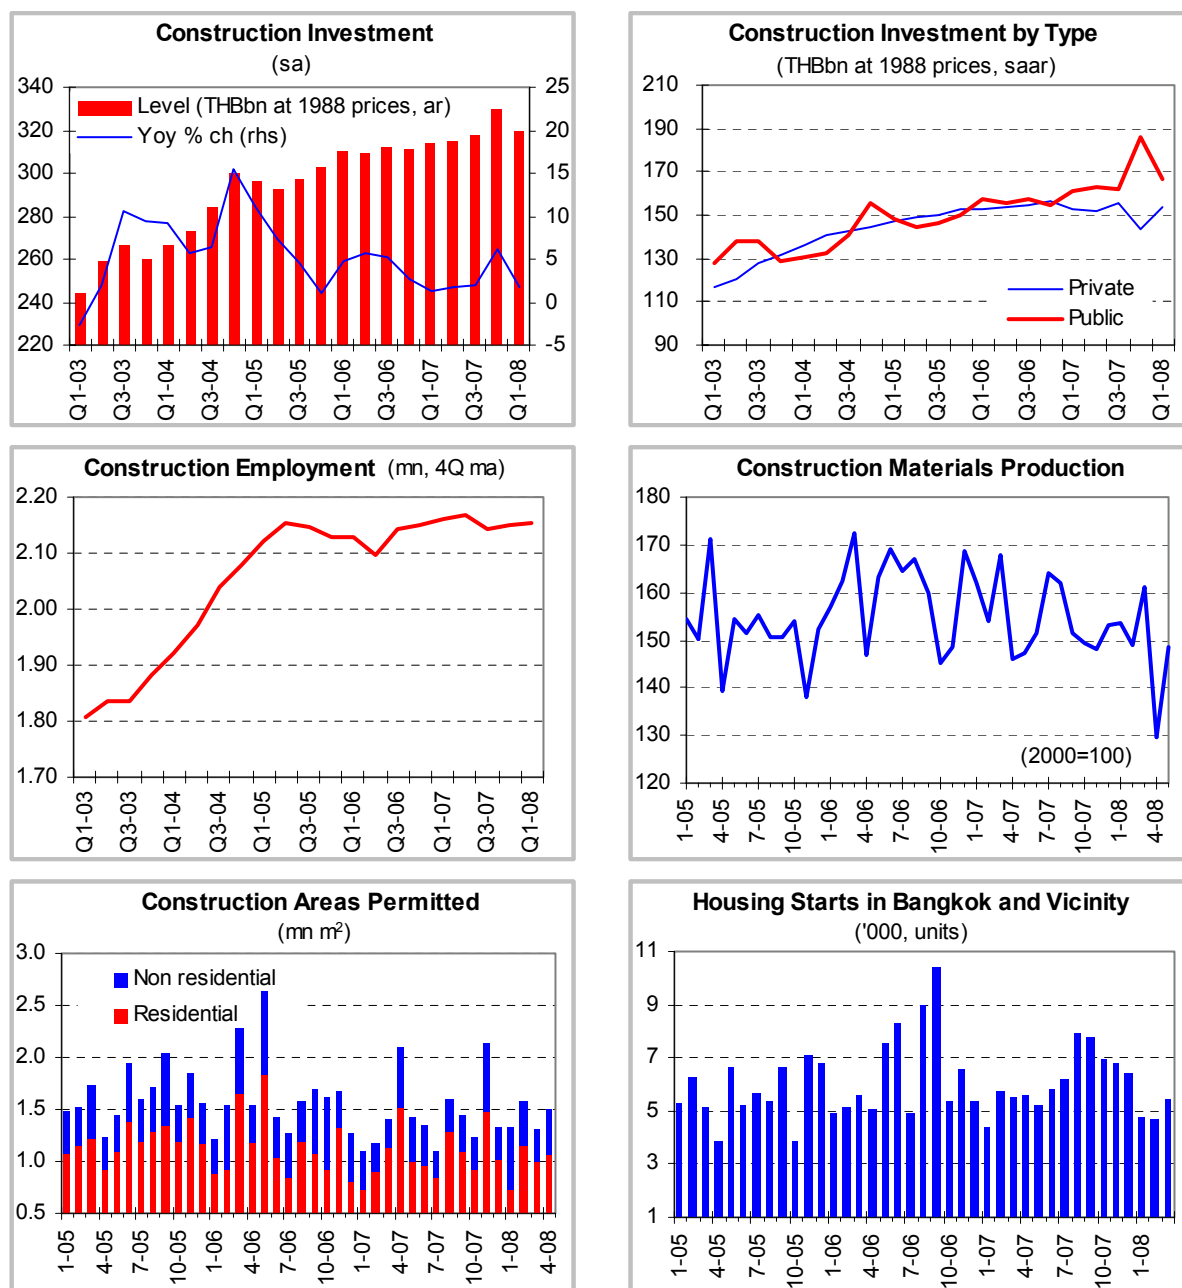 Construction Investment
(sa)
340
320
300
280
260
240
220
25
20
15
10
5
0
-5
Level (THBbn at 1988 prices, ar)
Yoy % ch (rhs)
Q1-03
Q3-03
Q1-04
Q3-04
Q1-05
Q3-05
Q1-06
Q3-06
Q1-07
Q3-07
Q1-08
Construction Investment by Type
(THBbn at 1988 prices, saar)
210
190
170
150
130
110
90
Private
Public
Q1-03
Q3-03
Q1-04
Q3-04
Q1-05
Q3-05
Q1-06
Q3-06
Q1-07
Q3-07
Q1-08
Construction Employment (mn, 4Q ma)
2.20
2.10
2.00
1.90
1.80
1.70
Q1-03
Q3-03
Q1-04
Q3-04
Q1-05
Q3-05
Q1-06
Q3-06
Q1-07
Q3-07
Q1-08
Construction Materials Production
180
170
160
150
140
130
120
(2000=100)
1-05
4-05
7-05
10-05
1-06
4-06
7-06
10-06
1-07
4-07
7-07
10-07
1-08
4-08
Construction Areas Permitted
(mn m²)
3.0
2.5
2.0
1.5
1.0
0.5
Non residential
Residential
1-05
4-05
7-05
10-05
1-06
4-06
7-06
10-06
1-07
4-07
7-07
10-07
1-08
4-08
Housing Starts in Bangkok and Vicinity
('000, units)
11
9
7
5
3
1
1-05
4-05
7-05
10-05
1-06
4-06
7-06
10-06
1-07
4-07
7-07
10-07
1-08